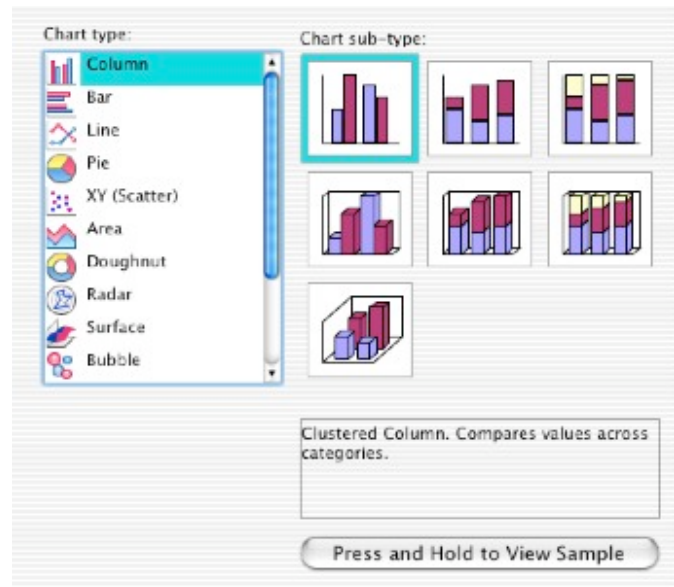 Chart type:
Column
Bar
Line
Pie
XY (Scatter)
Area
Doughnut
Radar
Surface
Bubble
Chart sub-type:
Clustered Column. Compares values across
categories.
Press and Hold to View Sample